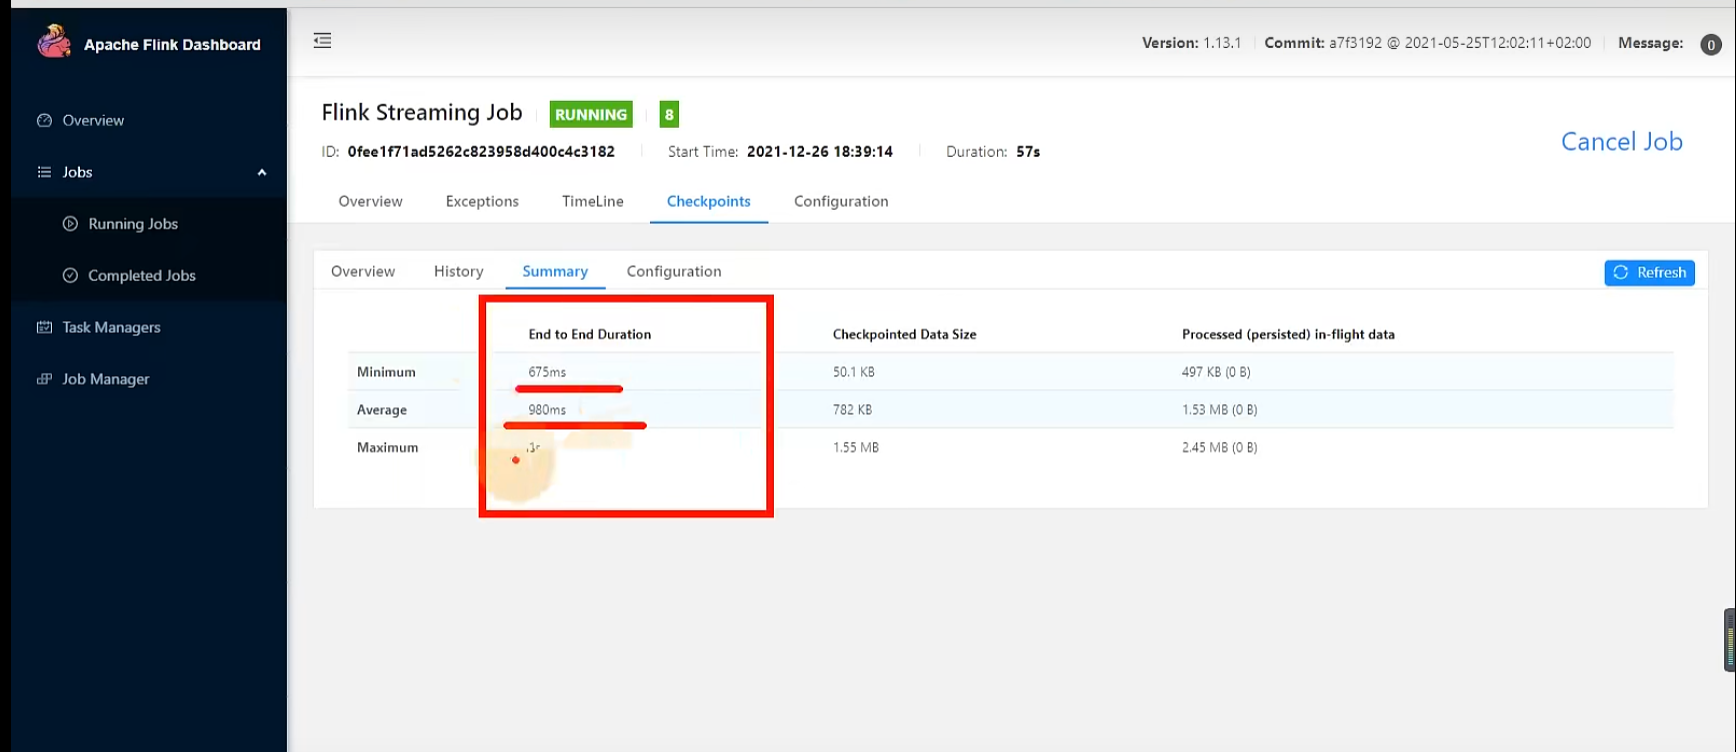 Apache Flink Dashboard
Version: 1.13.1 Commit: a7f3192 @ 2021-05-25T12:02:11+02:00 Message: 0
Overview
Jobs
Running Jobs
Completed Jobs
Task Managers
Job Manager
Flink Streaming Job RUNNING 8
Cancel Job
ID: 0fee1f71ad5262c823958d400c4c3182 Start Time: 2021-12-26 18:39:14 Duration: 57s
Overview Exceptions TimeLine Checkpoints Configuration
Overview History Summary Configuration
Refresh
End to End Duration Checkpointed Data Size Processed (persisted) in-flight data
Minimum 675ms 50.1 KB 497 KB (0 B)
Average 980ms 782 KB 1.53 MB (0 B)
Maximum 1.55 MB 2.45 MB (0 B)